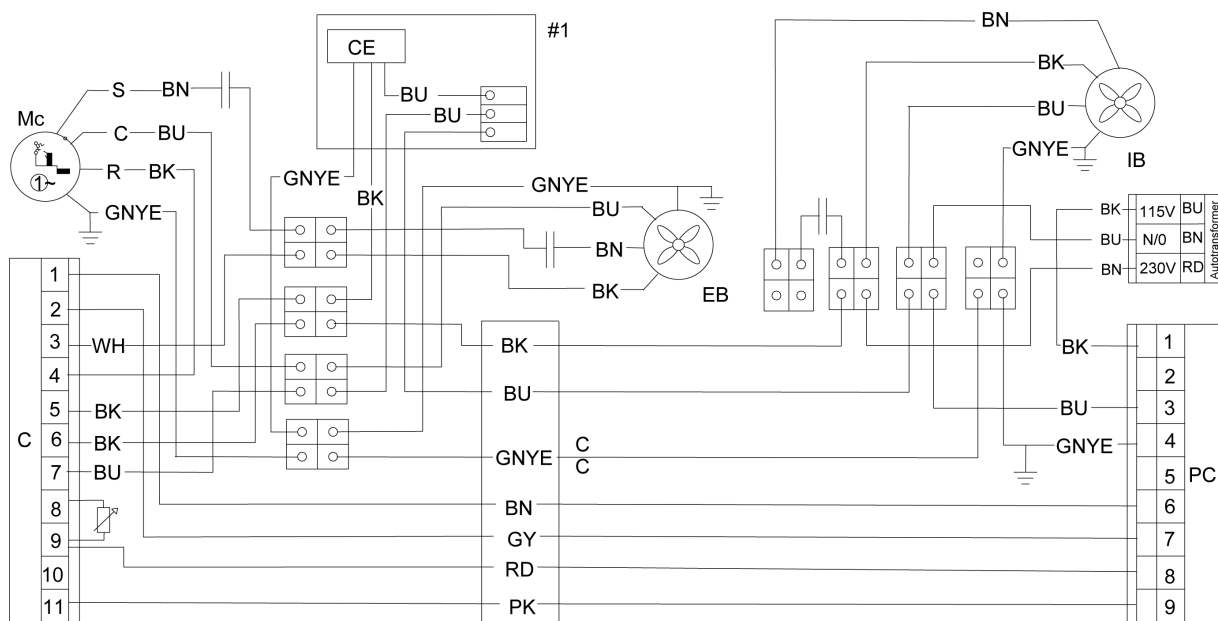 BN
#1
CE
BK
S BN
BU
Mc
BU
BU
C BU
IB
GNYE
R BK
GNYE
GNYE
BK
GNYE
BU
BK 115V BU
BU N/0 BN
BN 230V RD
Autotransformer
BN
BK
EB
C
1
2
3
4
5
6
7
8
9
10
11
WH
BK
BK
BU
BK
BU
GNYE
C
C
BN
GY
RD
PK
BK
BU
GNYE
1
2
3
4
5
6
7
8
9
PC
1~